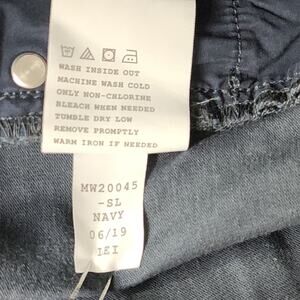 WASH INSIDE OUT
MACHINE WASH COLD
ONLY NON-CHLORINE
BLEACH WHEN NEEDED
TUMBLE DRY LOW
REMOVE PROMPTLY
WARM IRON IF NEEDED
MW20045
-SL
NAVY
06/19
IEI